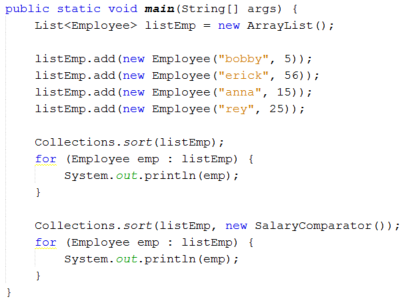 public static void main(String[] args) {
List<Employee> listEmp = new ArrayList();
listEmp.add(new Employee("bobby", 5));
listEmp.add(new Employee("erick", 56));
listEmp.add(new Employee("anna", 15));
listEmp.add(new Employee("rey", 25));
Collections.sort(listEmp);
for (Employee emp : listEmp) {
System.out.println(emp);
}
Collections.sort(listEmp, new SalaryComparator());
for (Employee emp : listEmp) {
System.out.println(emp);
}
}